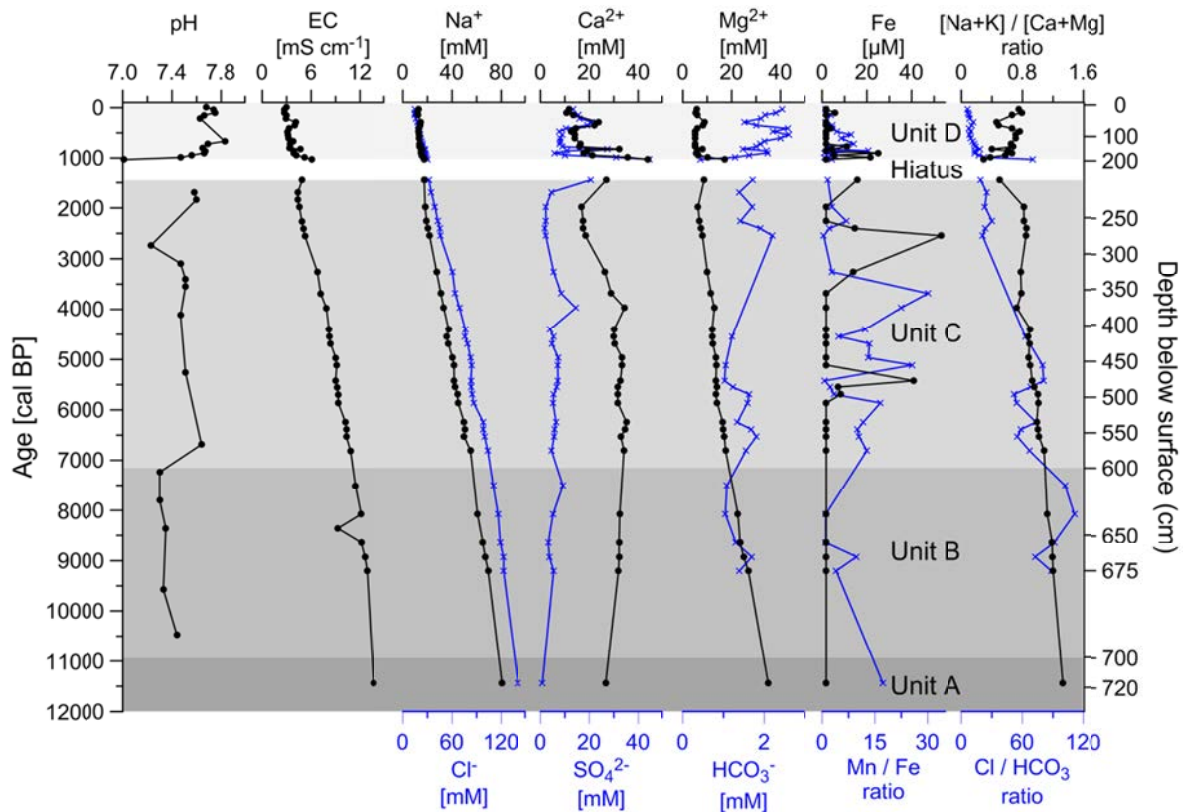 pH EC Na⁺ Ca²⁺ Mg²⁺ Fe [Na+K] / [Ca+Mg]
[mS cm⁻¹] [mM] [mM] [mM] [µM] ratio
7.0 7.4 7.8 0 6 12 0 40 80 0 20 40 0 20 40 0 20 40 0 0.8 1.6
0 0
Unit D 100
1000 200
Hiatus
2000 250
3000 300
350
4000 Unit C 400
5000 450
6000 500
550
7000 600
8000 650
9000 Unit B 675
10000
11000 700
Unit A 720
12000
Age [cal BP]
Depth below surface (cm)
0 60 120 0 20 40 0 2 0 15 30 0 60 120
Cl⁻ SO₄²⁻ HCO₃⁻ Mn / Fe Cl / HCO₃
[mM] [mM] [mM] ratio ratio